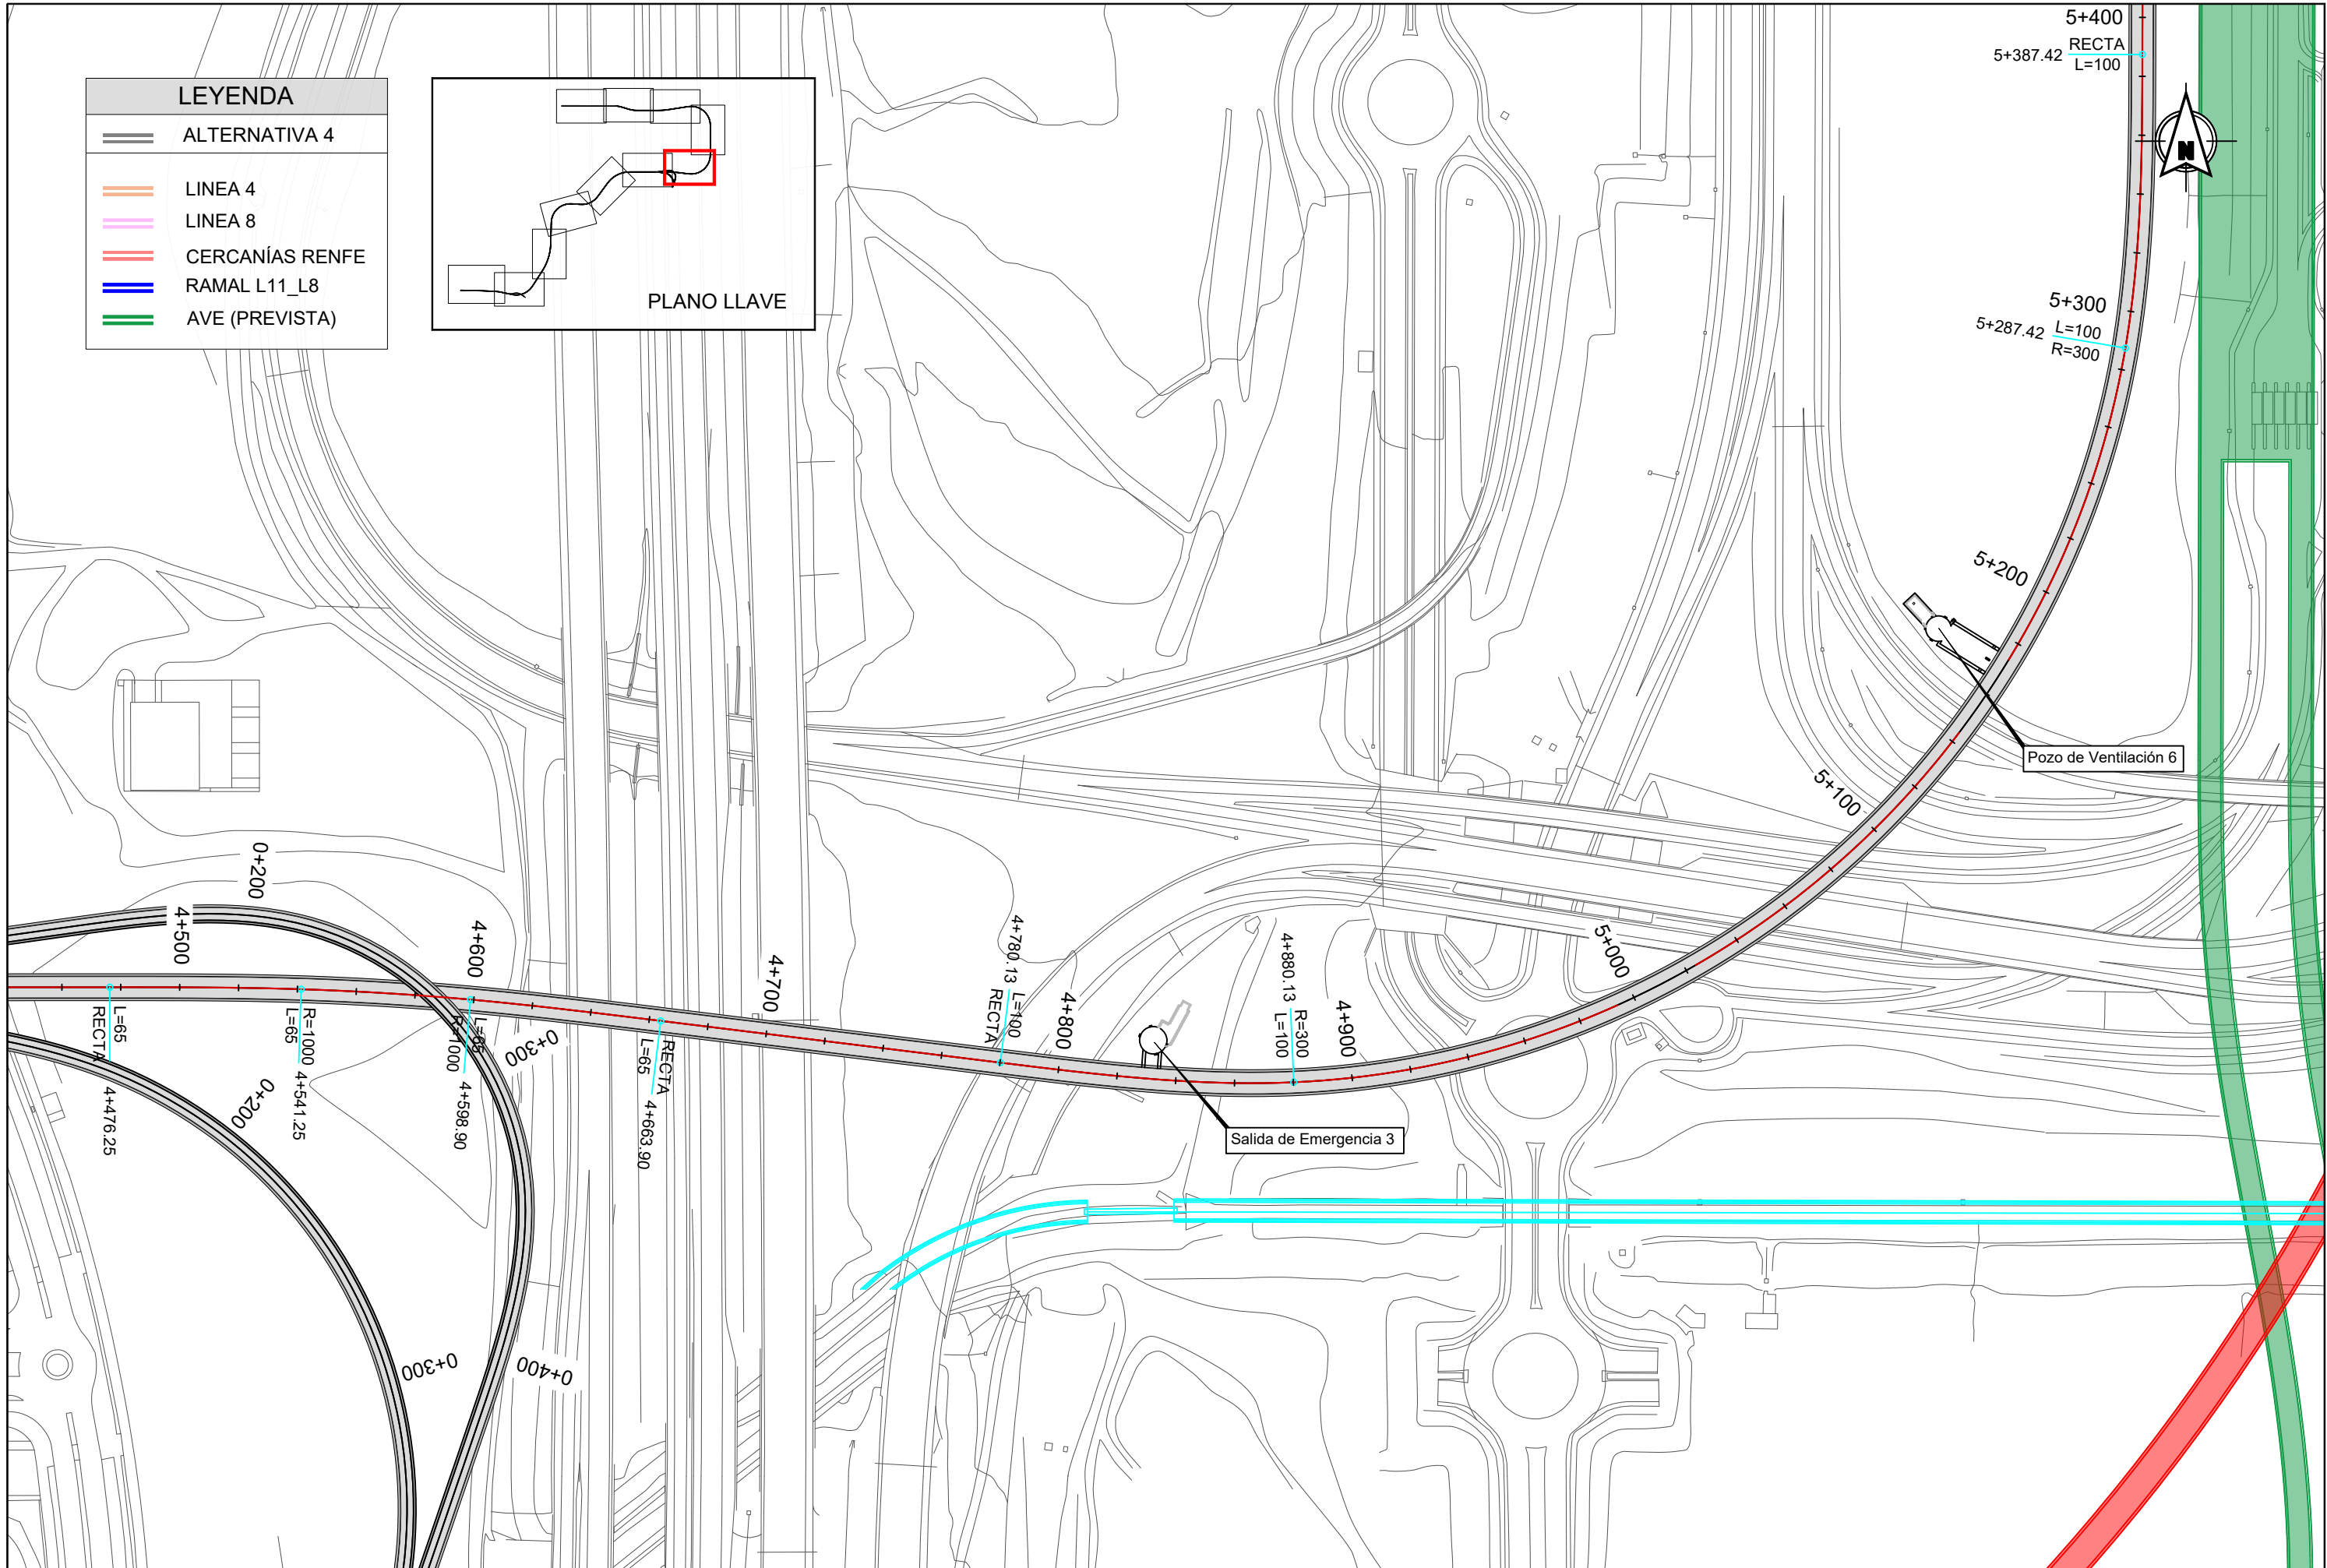 LEYENDA
ALTERNATIVA 4
LINEA 4
LINEA 8
CERCANÍAS RENFE
RAMAL L11_L8
AVE (PREVISTA)
PLANO LLAVE
5+400
5+387.42
RECTA
L=100
N
5+300
5+287.42
L=100
R=300
5+200
Pozo de Ventilación 6
5+100
5+000
0+200
4+500
4+600
4+700
4+780.13
L=100
RECTA
4+800
4+880.13
R=300
L=100
4+900
L=65
RECTA
4+476.25
R=1000
L=65
4+541.25
L=65
R=1000
4+598.90
0+300
RECTA
L=65
4+663.90
0+200
Salida de Emergencia 3
0+300
0+400